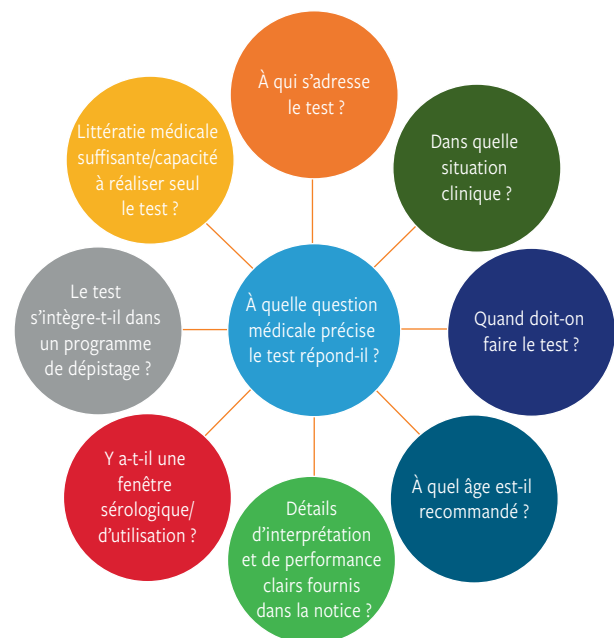 À qui s’adresse
le test ?
Dans quelle
situation
clinique ?
Quand doit-on
faire le test ?
À quel âge est-il
recommandé ?
Détails
d’interprétation
et de performance
clairs fournis
dans la notice ?
Y a-t-il une
fenêtre
sérologique/
d’utilisation ?
Le test
s’intègre-t-il dans
un programme
de dépistage ?
Littératie médicale
suffisante/capacité
à réaliser seul
le test ?
À quelle question
médicale précise
le test répond-il ?